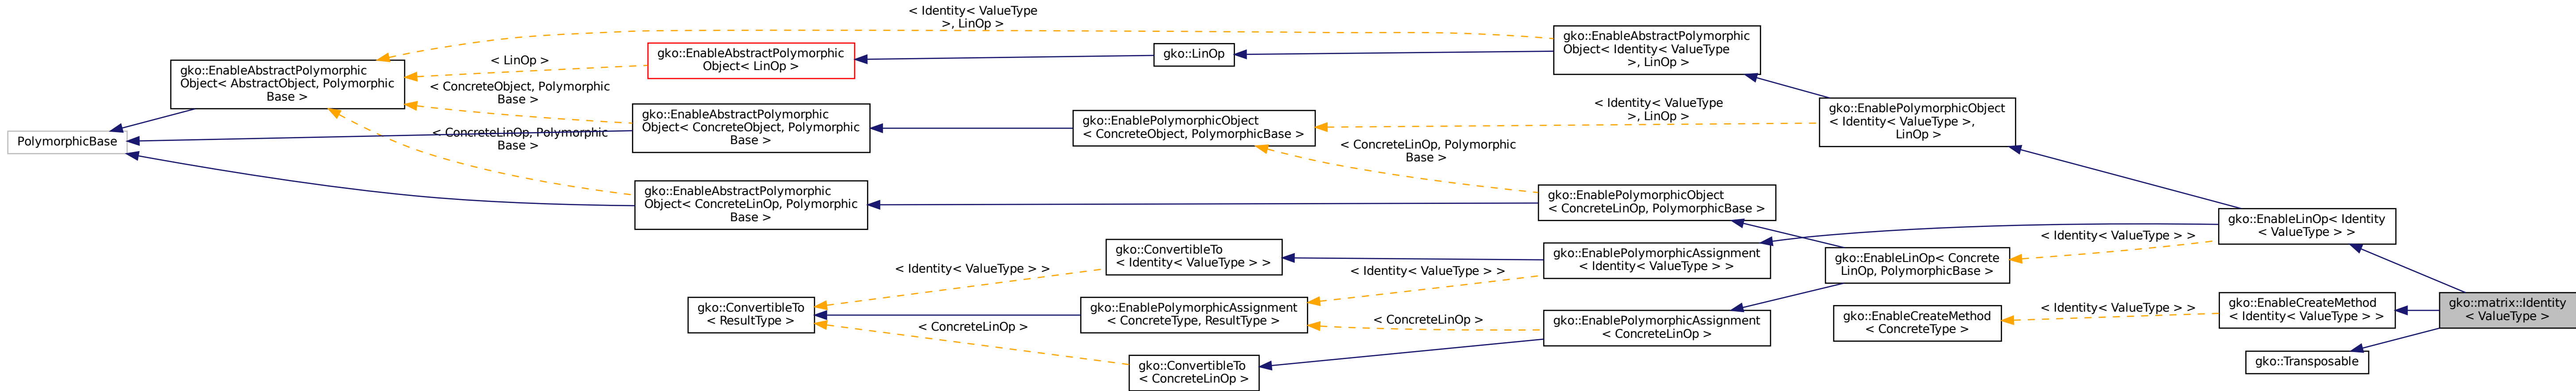 < Identity< ValueType
>, LinOp >
gko::EnableAbstractPolymorphic
Object< Identity< ValueType
>, LinOp >
gko::EnableAbstractPolymorphic
Object< LinOp >
gko::LinOp
< LinOp >
gko::EnableAbstractPolymorphic
Object< AbstractObject, Polymorphic
Base >
< ConcreteObject, Polymorphic
Base >
< Identity< ValueType
>, LinOp >
gko::EnablePolymorphicObject
< Identity< ValueType >,
LinOp >
gko::EnableAbstractPolymorphic
Object< ConcreteObject, Polymorphic
Base >
gko::EnablePolymorphicObject
< ConcreteObject, PolymorphicBase >
PolymorphicBase
< ConcreteLinOp, Polymorphic
Base >
< ConcreteLinOp, Polymorphic
Base >
gko::EnableAbstractPolymorphic
Object< ConcreteLinOp, Polymorphic
Base >
gko::EnablePolymorphicObject
< ConcreteLinOp, PolymorphicBase >
gko::EnableLinOp< Identity
< ValueType > >
< Identity< ValueType > >
gko::ConvertibleTo
< Identity< ValueType > >
gko::EnablePolymorphicAssignment
< Identity< ValueType > >
gko::EnableLinOp< Concrete
LinOp, PolymorphicBase >
< Identity< ValueType > >
< Identity< ValueType > >
gko::ConvertibleTo
< ResultType >
gko::EnablePolymorphicAssignment
< ConcreteType, ResultType >
< ConcreteLinOp >
< ConcreteLinOp >
gko::EnablePolymorphicAssignment
< ConcreteLinOp >
gko::EnableCreateMethod
< ConcreteType >
< Identity< ValueType > >
gko::EnableCreateMethod
< Identity< ValueType > >
gko::matrix::Identity
< ValueType >
gko::ConvertibleTo
< ConcreteLinOp >
gko::Transposable